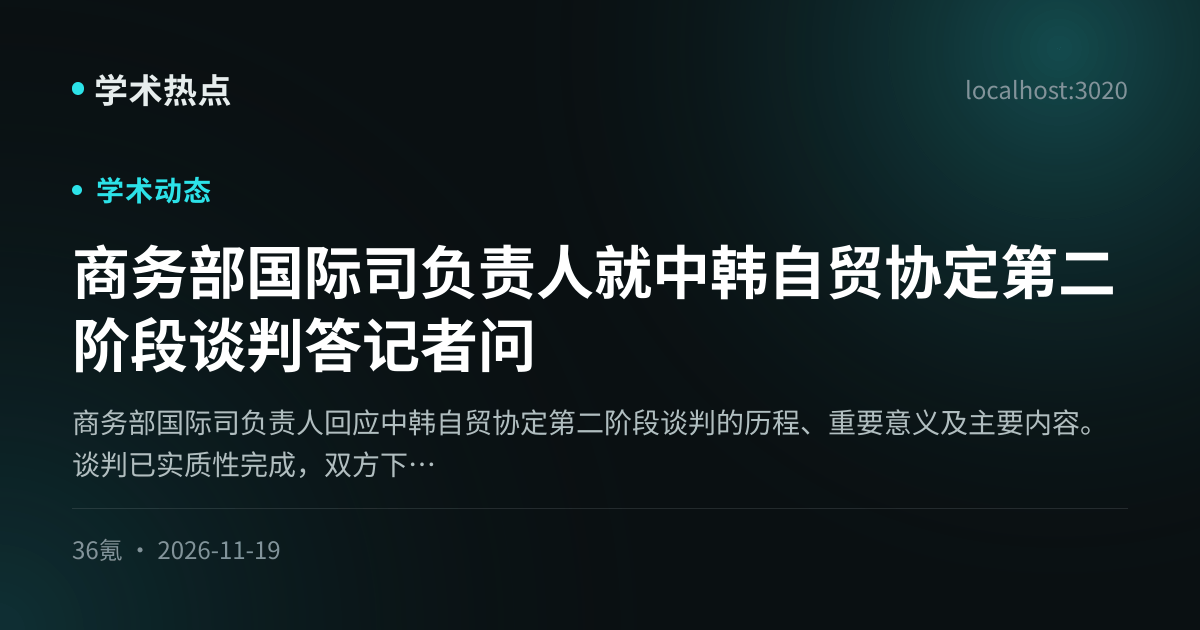 学术热点
localhost:3020
学术动态
商务部国际司负责人就中韩自贸协定第二
阶段谈判答记者问
商务部国际司负责人回应中韩自贸协定第二阶段谈判的历程、重要意义及主要内容。
谈判已实质性完成，双方下…
36氪 · 2026-11-19